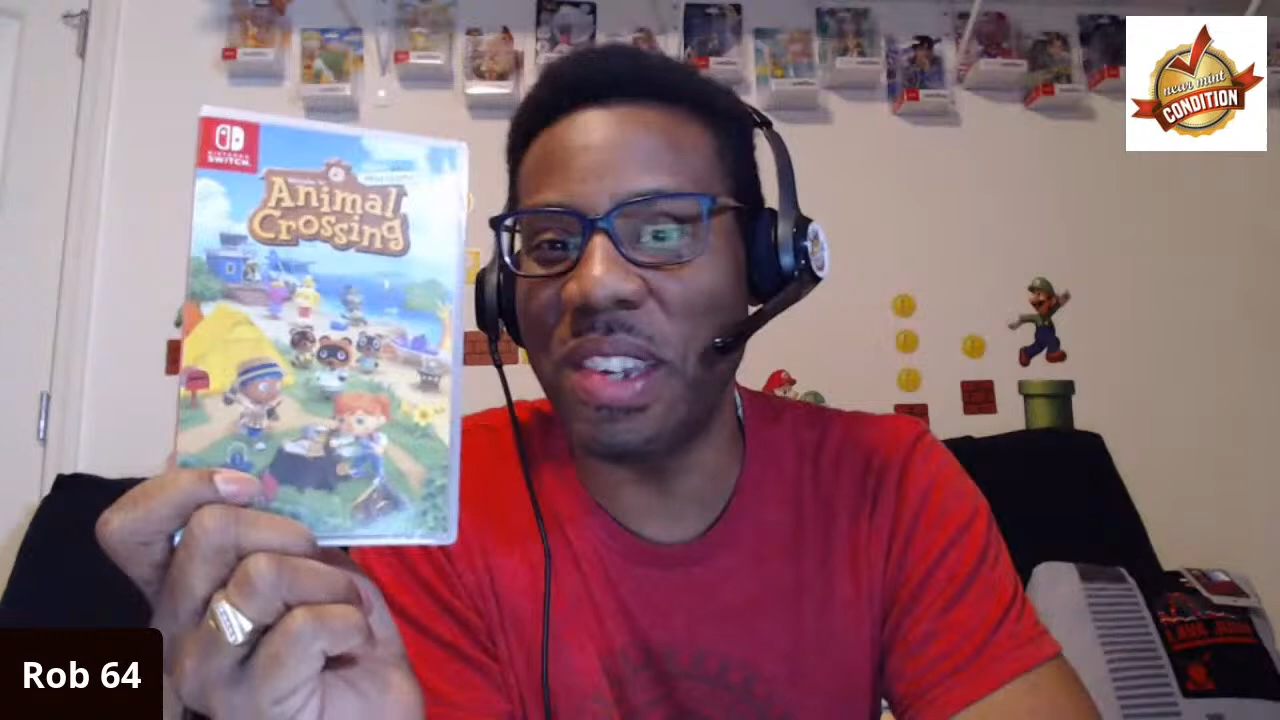 near mint
CONDITION
NINTENDO
SWITCH
Animal
Crossing
Rob 64